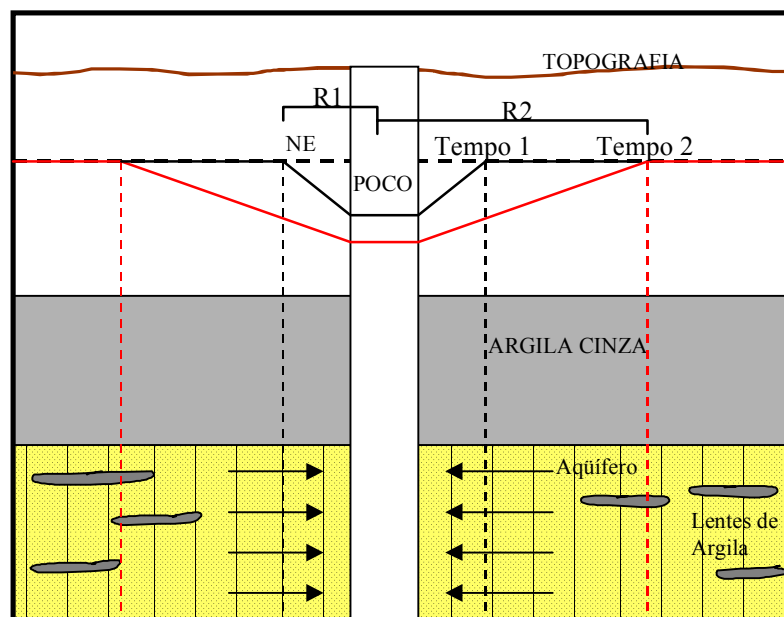 TOPOGRAFIA
R1
R2
NE
Tempo 1
Tempo 2
POCO
ARGILA CINZA
Aqüífero
Lentes de
Argila